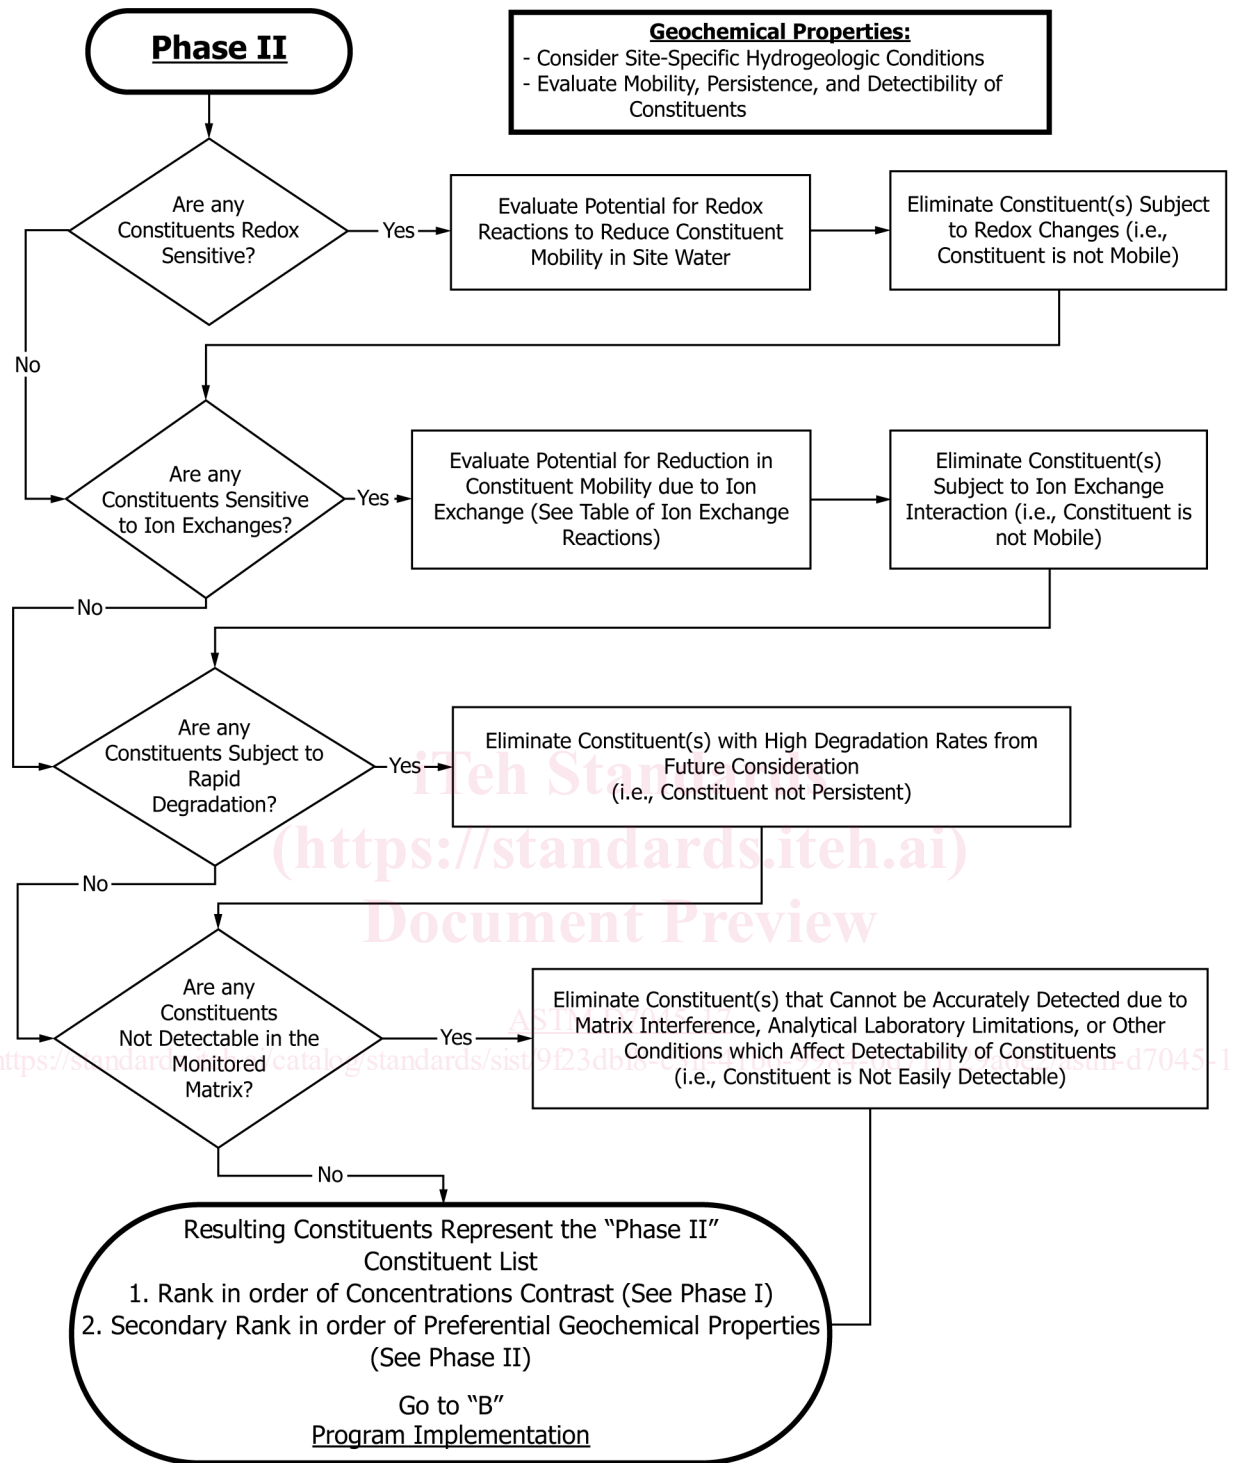 Phase II
Geochemical Properties:
- Consider Site-Specific Hydrogeologic Conditions
- Evaluate Mobility, Persistence, and Detectibility of
Constituents
Are any
Constituents Redox
Sensitive?
Yes
Evaluate Potential for Redox
Reactions to Reduce Constituent
Mobility in Site Water
Eliminate Constituent(s) Subject
to Redox Changes (i.e.,
Constituent is not Mobile)
No
Are any
Constituents Sensitive
to Ion Exchanges?
Yes
Evaluate Potential for Reduction in
Constituent Mobility due to Ion
Exchange (See Table of Ion Exchange
Reactions)
Eliminate Constituent(s)
Subject to Ion Exchange
Interaction (i.e., Constituent is
not Mobile)
No
Are any
Constituents Subject to
Rapid
Degradation?
Yes
Eliminate Constituent(s) with High Degradation Rates from
Future Consideration
(i.e., Constituent not Persistent)
iTeh Standards
(https://standards.iteh.ai)
Document Preview
No
Are any
Constituents
Not Detectable in the
Monitored
Matrix?
Yes
Eliminate Constituent(s) that Cannot be Accurately Detected due to
Matrix Interference, Analytical Laboratory Limitations, or Other
Conditions which Affect Detectability of Constituents
(i.e., Constituent is Not Easily Detectable)
ASTM D7045-17
No
Resulting Constituents Represent the “Phase II”
Constituent List
1. Rank in order of Concentrations Contrast (See Phase I)
2. Secondary Rank in order of Preferential Geochemical Properties
(See Phase II)
Go to “B”
Program Implementation